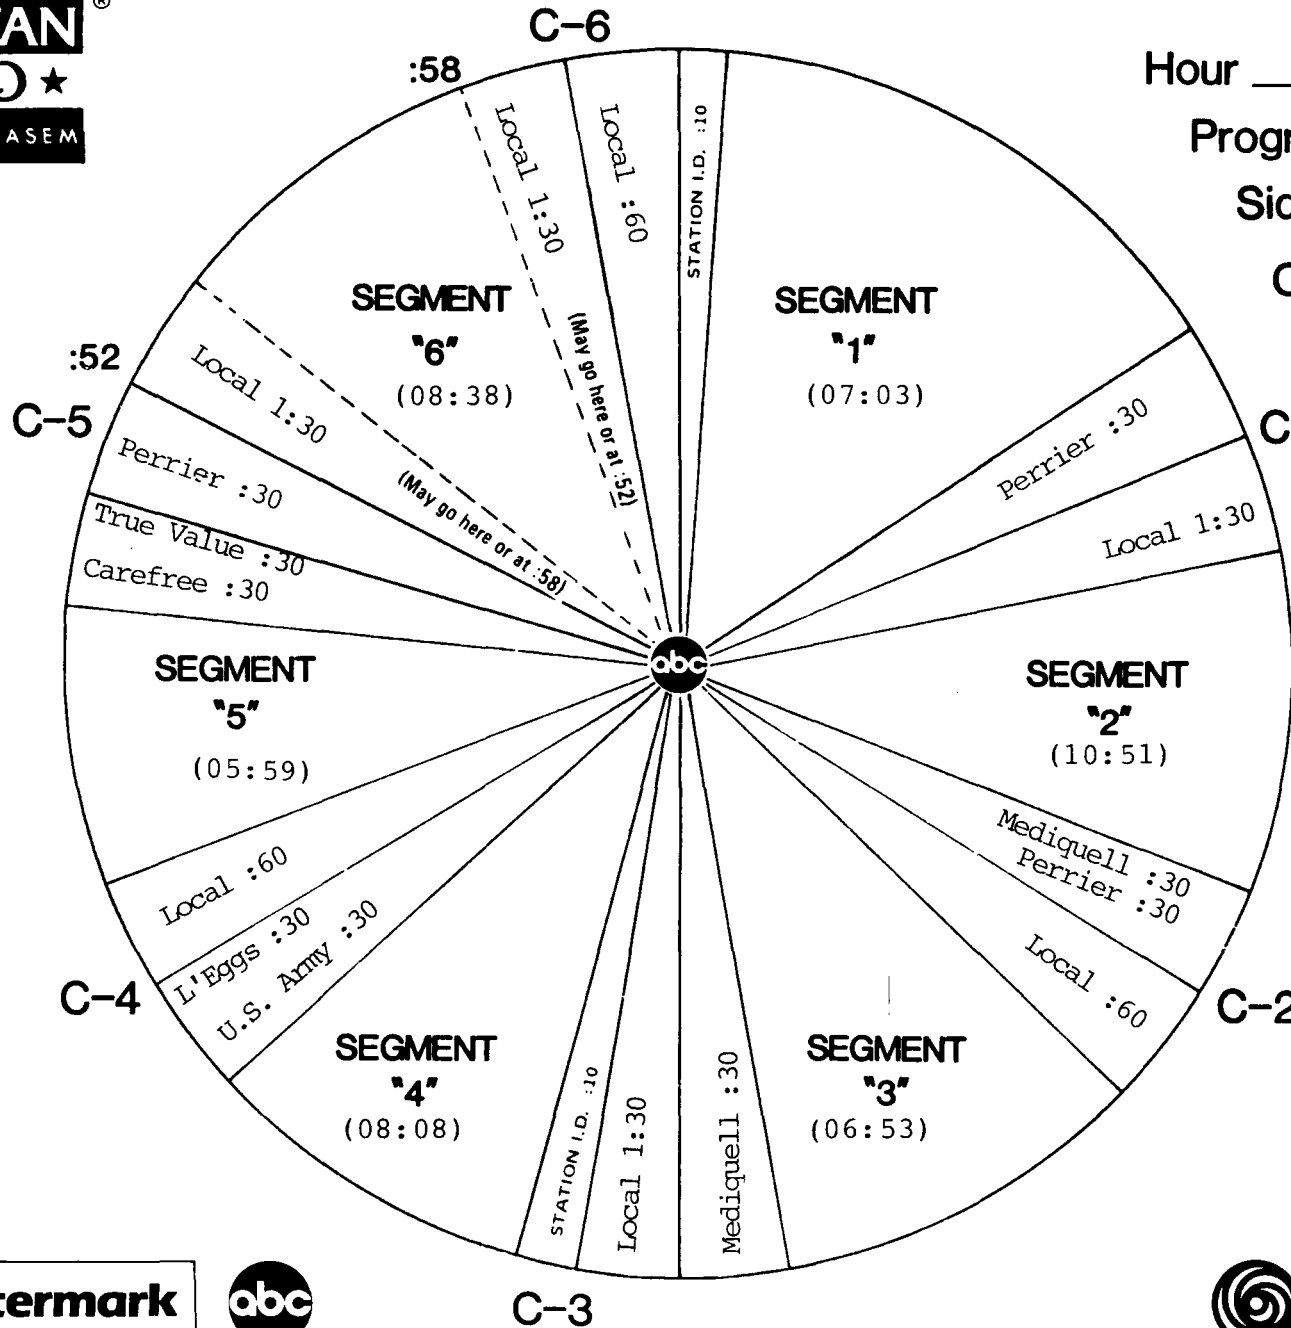 ®
ASEM
C-6
:58
Hour
Local 1:30
(May go here or at :52)
Local :60
STATION I.D. :10
SEGMENT
"1"
(07:03)
Perrier :30
Local 1:30
SEGMENT
"2"
(10:51)
Mediquell :30
Perrier :30
C-2
Local :60
SEGMENT
"3"
(06:53)
Mediquell :30
C-3
Local 1:30
STATION I.D. :10
SEGMENT
"4"
(08:08)
U.S. Army :30
L'Eggs :30
C-4
Local :60
SEGMENT
"5"
(05:59)
Carefree :30
True Value :30
Perrier :30
C-5
:52
Local 1:30
(May go here or at :58)
SEGMENT
"6"
(08:38)
abc
termark
abc